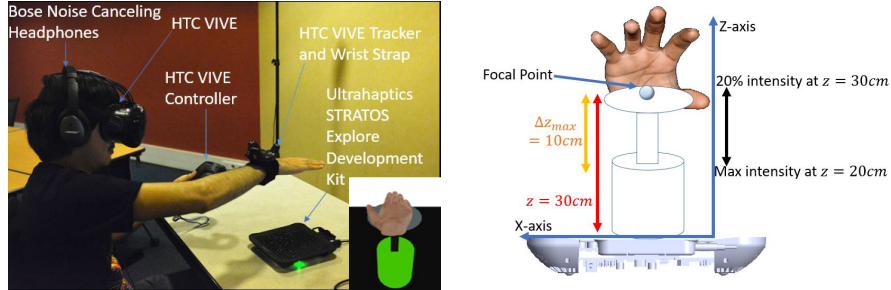 Bose Noise Canceling
Headphones
HTC VIVE
HTC VIVE
Controller
HTC VIVE Tracker
and Wrist Strap
Ultrahaptics
STRATOS
Explore
Development
Kit
Z-axis
Focal Point
20% intensity at z = 30cm
Δz_max
= 10cm
Max intensity at z = 20cm
z = 30cm
X-axis